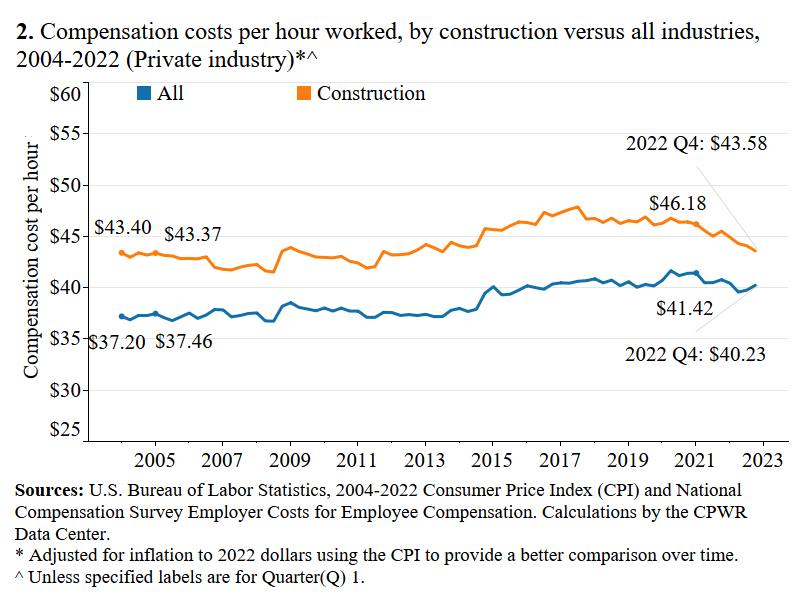 2. Compensation costs per hour worked, by construction versus all industries,
2004-2022 (Private industry)*^
Compensation cost per hour
$60
$55
$50
$45
$40
$35
$30
$25
All
Construction
2022 Q4: $43.58
$46.18
$43.40
$43.37
$41.42
$37.20
$37.46
2022 Q4: $40.23
2005 2007 2009 2011 2013 2015 2017 2019 2021 2023
Sources: U.S. Bureau of Labor Statistics, 2004-2022 Consumer Price Index (CPI) and National
Compensation Survey Employer Costs for Employee Compensation. Calculations by the CPWR
Data Center.
* Adjusted for inflation to 2022 dollars using the CPI to provide a better comparison over time.
^ Unless specified labels are for Quarter(Q) 1.